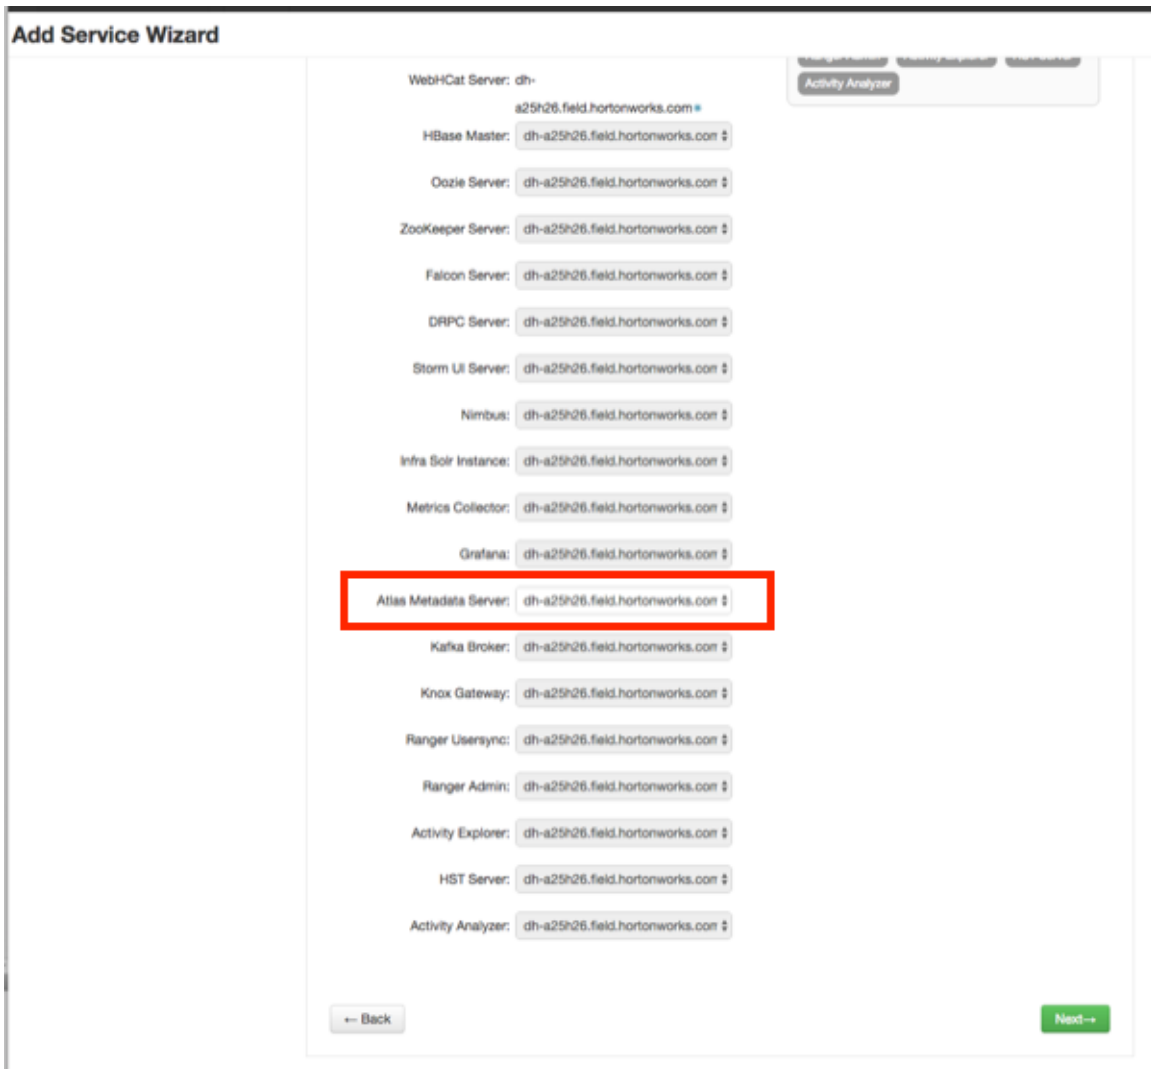 Add Service Wizard
WebHCat Server: dh-
a25h26.field.hortonworks.com
Activity Analyzer
HBase Master: dh-a25h26.field.hortonworks.com
Oozie Server: dh-a25h26.field.hortonworks.com
ZooKeeper Server: dh-a25h26.field.hortonworks.com
Falcon Server: dh-a25h26.field.hortonworks.com
DRPC Server: dh-a25h26.field.hortonworks.com
Storm UI Server: dh-a25h26.field.hortonworks.com
Nimbus: dh-a25h26.field.hortonworks.com
Infra Solr Instance: dh-a25h26.field.hortonworks.com
Metrics Collector: dh-a25h26.field.hortonworks.com
Grafana: dh-a25h26.field.hortonworks.com
Atlas Metadata Server: dh-a25h26.field.hortonworks.com
Kafka Broker: dh-a25h26.field.hortonworks.com
Knox Gateway: dh-a25h26.field.hortonworks.com
Ranger Usersync: dh-a25h26.field.hortonworks.com
Ranger Admin: dh-a25h26.field.hortonworks.com
Activity Explorer: dh-a25h26.field.hortonworks.com
HST Server: dh-a25h26.field.hortonworks.com
Activity Analyzer: dh-a25h26.field.hortonworks.com
← Back
Next→